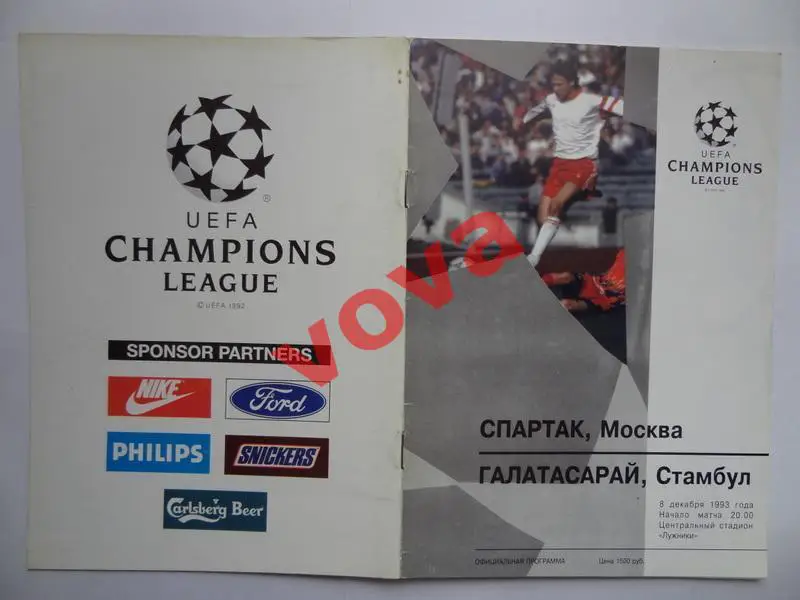 UEFA
CHAMPIONS
LEAGUE
© UEFA 1992
SPONSOR PARTNERS
NIKE
Ford
PHILIPS
SNICKERS
Carlsberg Beer
vova
UEFA
CHAMPIONS
LEAGUE
СПАРТАК, Москва
ГАЛАТАСАРАЙ, Стамбул
8 декабря 1993 года
Начало матча 20.00
Центральный стадион
«Лужники»
ОФИЦИАЛЬНАЯ ПРОГРАММА
Цена 1500 руб.